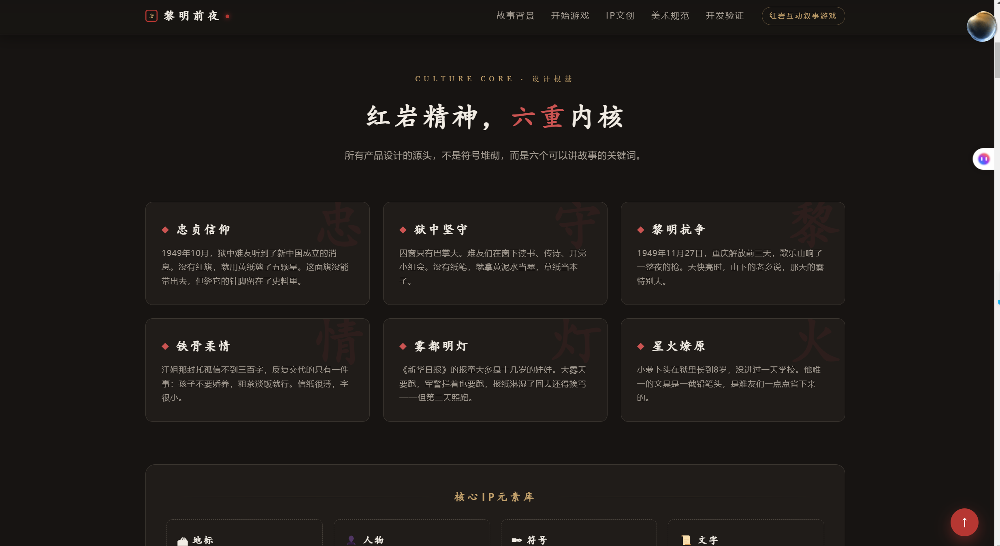 岩 黎明前夜
故事背景 开始游戏 IP文创 美术规范 开发验证 红岩互动叙事游戏
CULTURE CORE · 设计根基
红岩精神，六重内核
所有产品设计的源头，不是符号堆砌，而是六个可以讲故事的关键词。
忠
忠贞信仰
1949年10月，狱中难友听到了新中国成立的消
息。没有红旗，就用黄纸剪了五颗星。这面旗没能
带出去，但缝它的针脚留在了史料里。
守
狱中坚守
囚窗只有巴掌大。难友们在窗下读书、传诗、开党
小组会。没有纸笔，就拿黄泥水当墨，草纸当本
子。
黎
黎明抗争
1949年11月27日，重庆解放前三天，歌乐山响了
一整夜的枪。天快亮时，山下的老乡说，那天的雾
特别大。
情
铁骨柔情
江姐那封托孤信不到三百字，反复交代的只有一件
事：孩子不要娇养，粗茶淡饭就行。信纸很薄，字
很小。
灯
雾都明灯
《新华日报》的报童大多是十几岁的娃娃。大雾天
要跑，军警拦着也要跑，报纸淋湿了回去还得挨骂
——但第二天照跑。
火
星火燎原
小萝卜头在狱里长到8岁，没进过一天学校。他唯
一的文具是一截铅笔头，是难友们一点点省下来
的。
核心IP元素库
地标
人物
符号
文字
↑